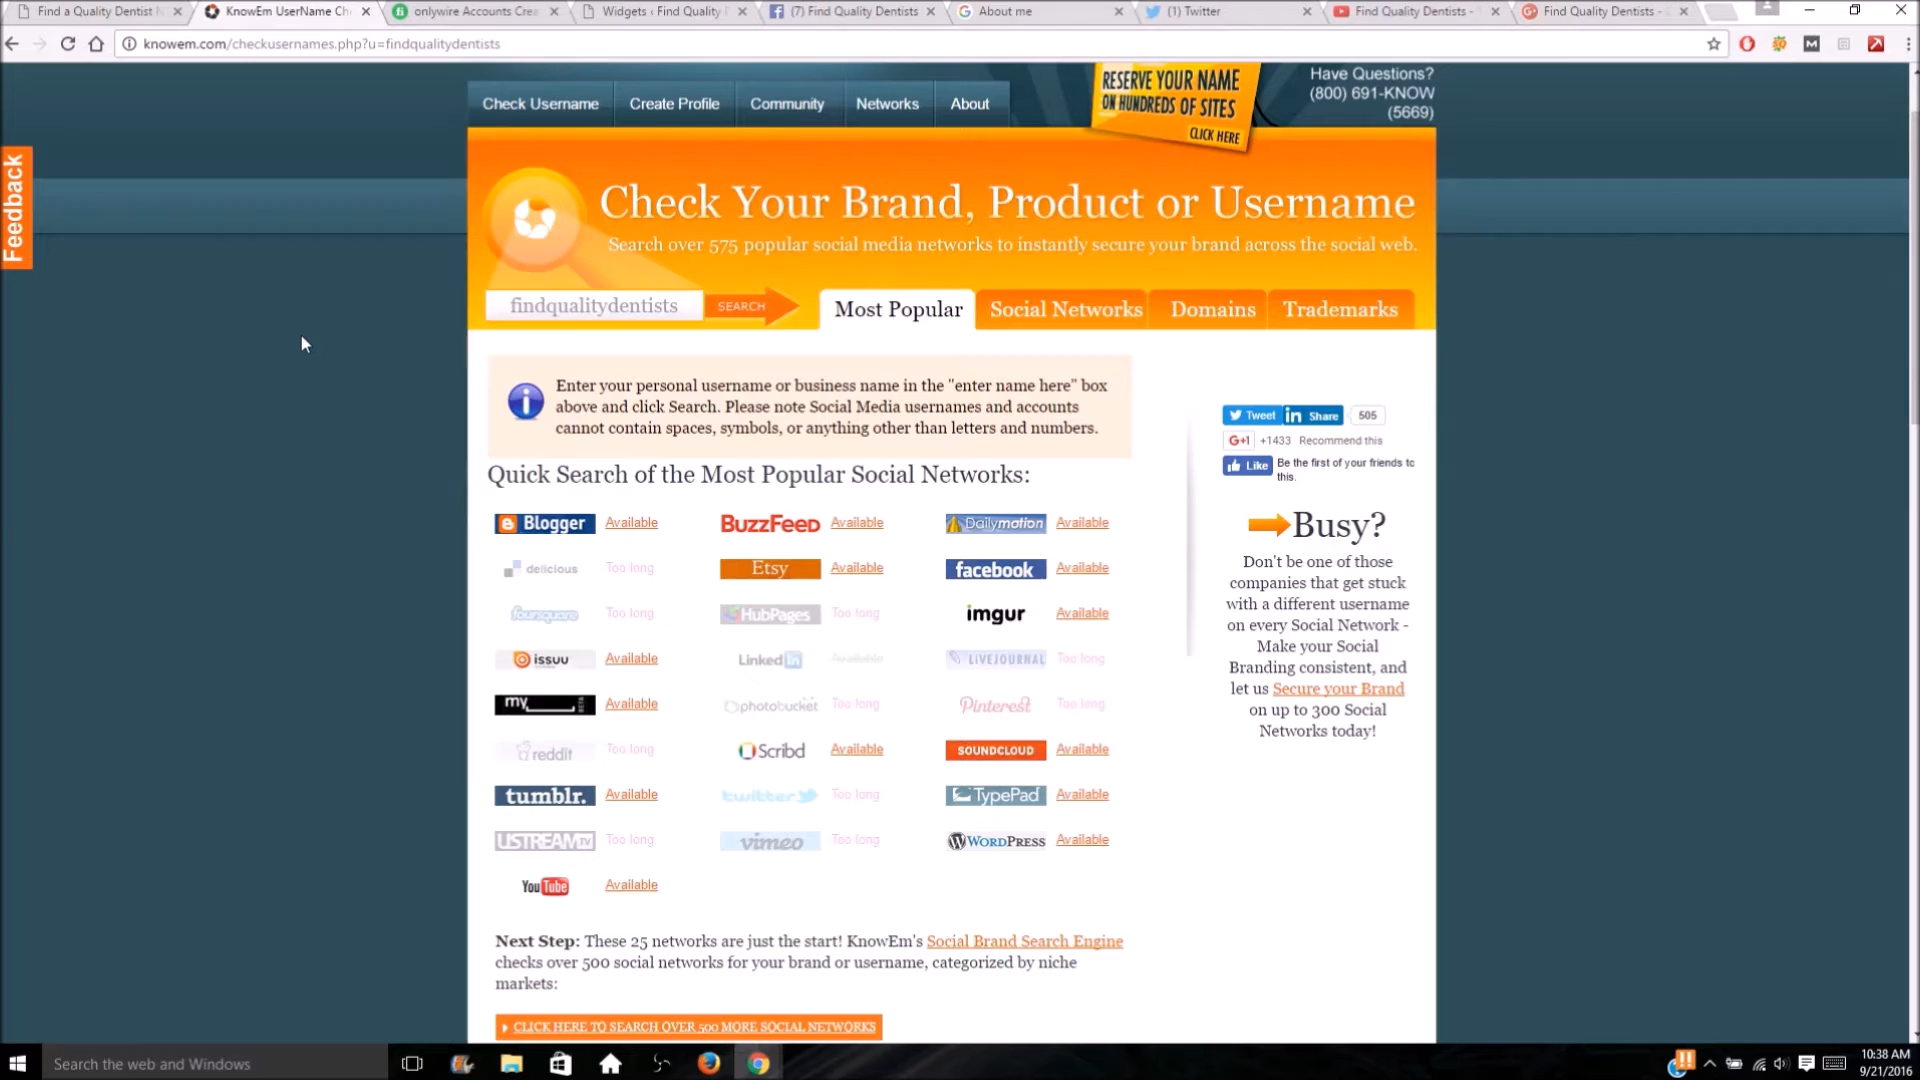 Find a Quality Dentist N
KnowEm UserName Ch
onlywire Accounts Crea
Widgets ‹ Find Quality D
(7) Find Quality Dentists
About me
(1) Twitter
Find Quality Dentists -
Find Quality Dentists -
knowem.com/checkusernames.php?u=findqualitydentists
Check Username
Create Profile
Community
Networks
About
RESERVE YOUR NAME
ON HUNDREDS OF SITES
CLICK HERE
Have Questions?
(800) 691-KNOW
(5669)
Feedback
Check Your Brand, Product or Username
Search over 575 popular social media networks to instantly secure your brand across the social web.
findqualitydentists
SEARCH
Most Popular
Social Networks
Domains
Trademarks
Enter your personal username or business name in the "enter name here" box
above and click Search. Please note Social Media usernames and accounts
cannot contain spaces, symbols, or anything other than letters and numbers.
Quick Search of the Most Popular Social Networks:
Blogger Available BuzzFeed Available Dailymotion Available
delicious Too long Etsy Available facebook Available
foursquare Too long HubPages Too long imgur Available
issuu Available LinkedIn Available LIVEJOURNAL Too long
my BETA Available photobucket Too long Pinterest Too long
reddit Too long Scribd Available SOUNDCLOUD Available
tumblr. Available twitter Too long TypePad Available
USTREAM TV Too long vimeo Too long WORDPRESS Available
YouTube Available
Tweet
in Share
505
G+1
+1433 Recommend this
Like
Be the first of your friends to
this.
Busy?
Don't be one of those
companies that get stuck
with a different username
on every Social Network -
Make your Social
Branding consistent, and
let us Secure your Brand
on up to 300 Social
Networks today!
Next Step: These 25 networks are just the start! KnowEm's Social Brand Search Engine
checks over 500 social networks for your brand or username, categorized by niche
markets:
CLICK HERE TO SEARCH OVER 500 MORE SOCIAL NETWORKS
Search the web and Windows
10:38 AM
9/21/2016